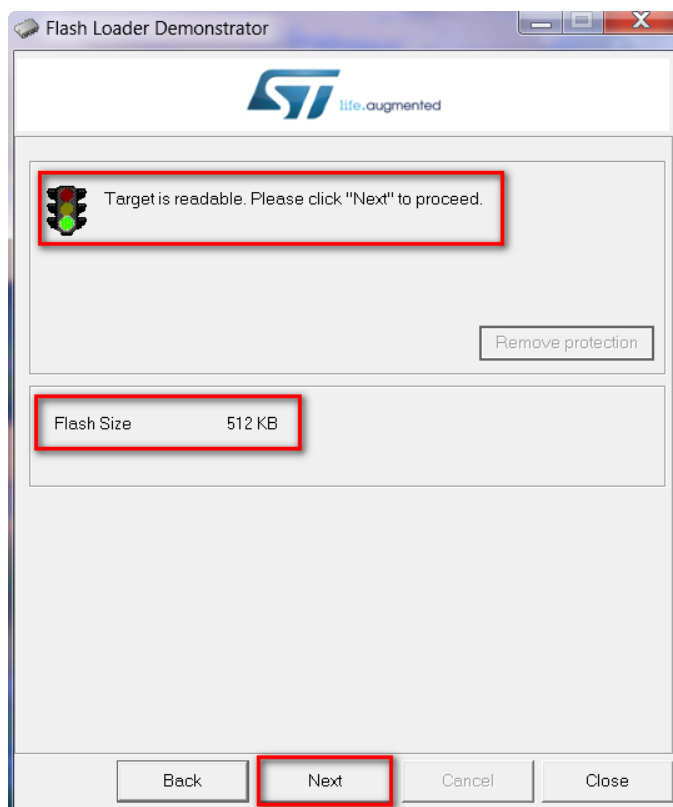 Flash Loader Demonstrator
ST life.augmented
Target is readable. Please click "Next" to proceed.
Remove protection
Flash Size 512 KB
Back Next Cancel Close